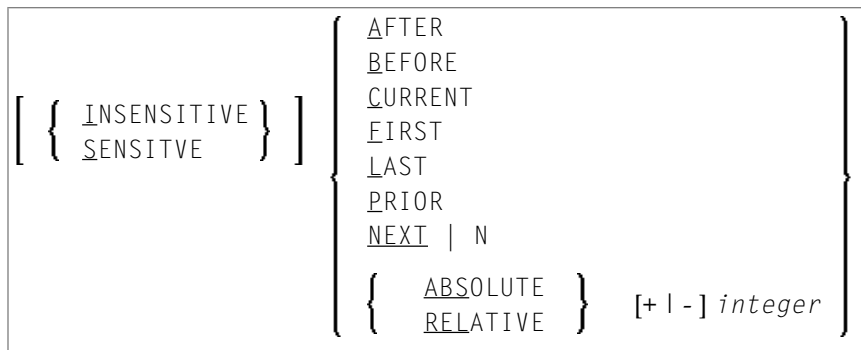 AFTER
BEFORE
CURRENT
[ { INSENSITIVE } ]
SENSITVE
FIRST
LAST
PRIOR
NEXT | N
{ ABSOLUTE } [+ | - ] integer
RELATIVE